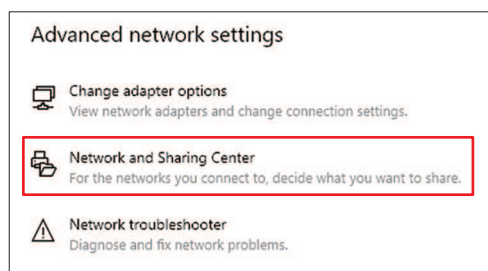 Advanced network settings
Change adapter options
View network adapters and change connection settings.
Network and Sharing Center
For the networks you connect to, decide what you want to share.
Network troubleshooter
Diagnose and fix network problems.